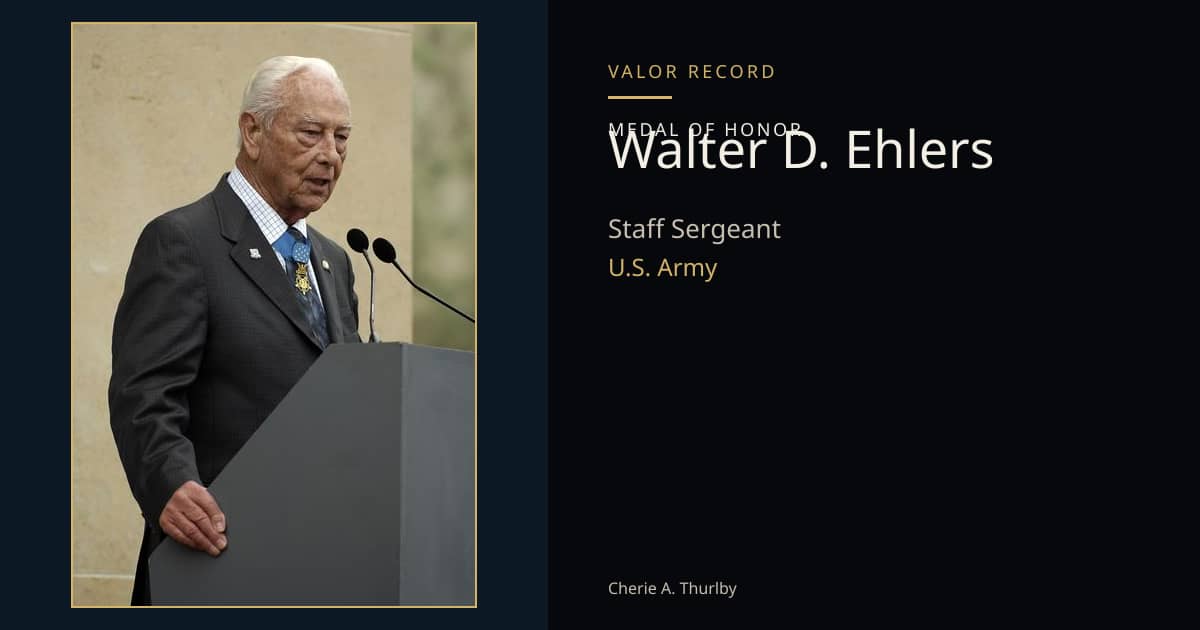 VALOR RECORD
MEDAL OF HONOR
Walter D. Ehlers
Staff Sergeant
U.S. Army
Cherie A. Thurlby